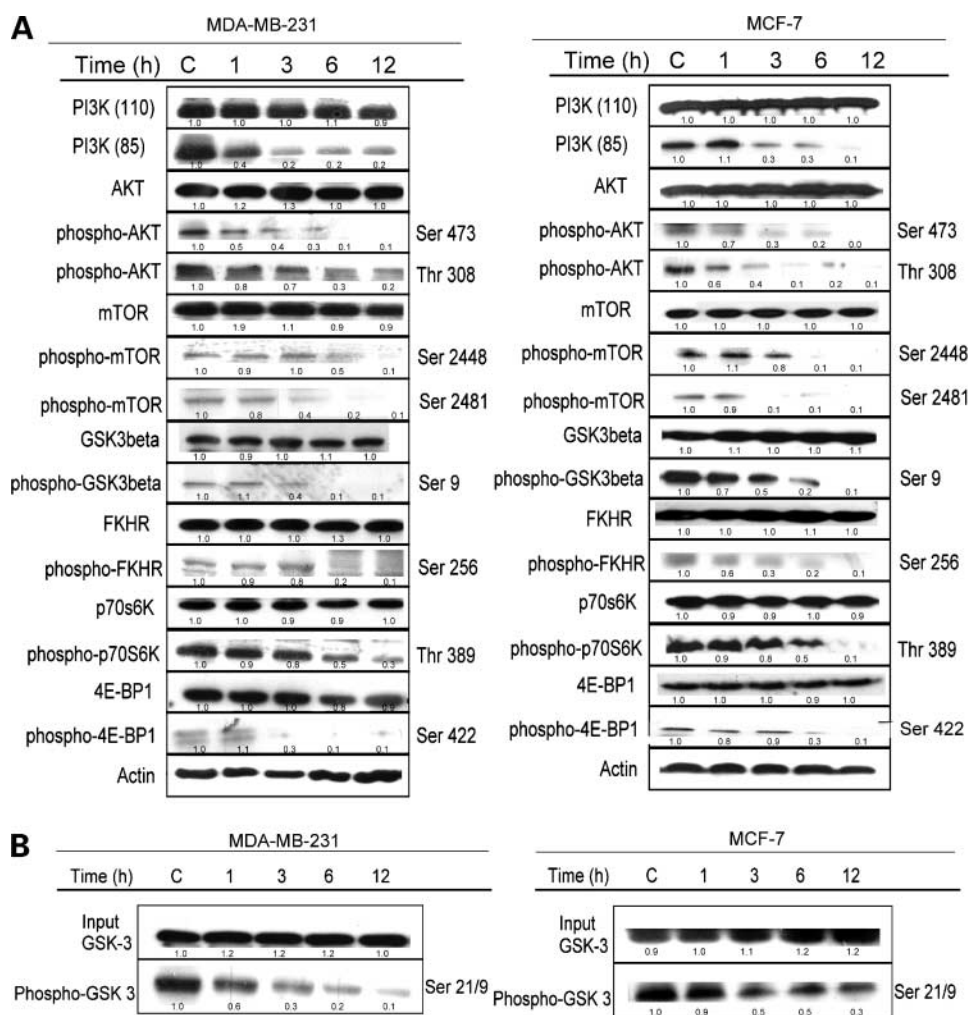 A
MDA-MB-231
Time (h) C 1 3 6 12
PI3K (110)
1.0 1.0 1.0 1.1 0.9
PI3K (85)
1.0 0.4 0.2 0.2 0.2
AKT
1.0 1.2 1.3 1.0 1.0
phospho-AKT Ser 473
1.0 0.5 0.4 0.3 0.1 0.1
phospho-AKT Thr 308
1.0 0.8 0.7 0.3 0.2
mTOR
1.0 1.9 1.1 0.9 0.9
phospho-mTOR Ser 2448
1.0 0.9 1.0 0.5 0.1
phospho-mTOR Ser 2481
1.0 0.8 0.4 0.2 0.1
GSK3beta
1.0 0.9 1.0 1.1 1.0
phospho-GSK3beta Ser 9
1.0 1.1 0.4 0.1 0.1
FKHR
1.0 1.0 1.0 1.3 1.0
phospho-FKHR Ser 256
1.0 0.9 0.8 0.2 0.1
p70s6K
1.0 1.0 0.9 0.9 1.0
phospho-p70S6K Thr 389
1.0 0.9 0.8 0.5 0.3
4E-BP1
1.0 1.0 1.0 0.8 0.9
phospho-4E-BP1 Ser 422
1.0 1.1 0.3 0.1 0.1
Actin
MCF-7
Time (h) C 1 3 6 12
PI3K (110)
1.0 1.0 1.0 1.0 1.0
PI3K (85)
1.0 1.1 0.3 0.3 0.1
AKT
1.0 1.0 1.0 1.0 1.0
phospho-AKT Ser 473
1.0 0.7 0.3 0.2 0.0
phospho-AKT Thr 308
1.0 0.6 0.4 0.1 0.2 0.1
mTOR
1.0 1.0 1.0 1.0 1.0
phospho-mTOR Ser 2448
1.0 1.1 0.8 0.1 0.1
phospho-mTOR Ser 2481
1.0 0.9 0.1 0.1 0.1
GSK3beta
1.0 1.1 1.0 1.0 1.1
phospho-GSK3beta Ser 9
1.0 0.7 0.5 0.2 0.1
FKHR
1.0 1.0 1.0 1.1 1.0
phospho-FKHR Ser 256
1.0 0.6 0.3 0.2 0.1
p70s6K
1.0 0.9 0.9 1.0 0.9
phospho-p70S6K Thr 389
1.0 0.9 0.8 0.5 0.1
4E-BP1
1.0 1.0 1.0 0.9 1.0
phospho-4E-BP1 Ser 422
1.0 0.8 0.9 0.3 0.1
Actin
B
MDA-MB-231
Time (h) C 1 3 6 12
Input
GSK-3
1.0 1.2 1.2 1.2 1.0
Phospho-GSK 3 Ser 21/9
1.0 0.6 0.3 0.2 0.1
MCF-7
Time (h) C 1 3 6 12
Input
GSK-3
0.9 1.0 1.1 1.2 1.2
Phospho-GSK 3 Ser 21/9
1.0 0.9 0.5 0.5 0.3